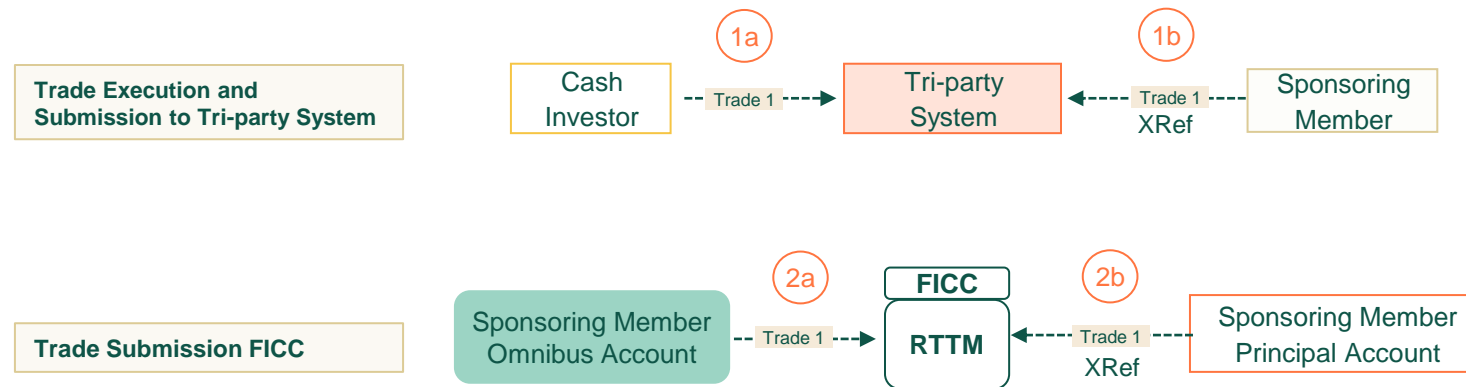 1a
1b
Trade Execution and
Submission to Tri-party System
Cash
Investor
Trade 1
Tri-party
System
Trade 1
XRef
Sponsoring
Member
2a
2b
Trade Submission FICC
Sponsoring Member
Omnibus Account
Trade 1
FICC
RTTM
Trade 1
XRef
Sponsoring Member
Principal Account